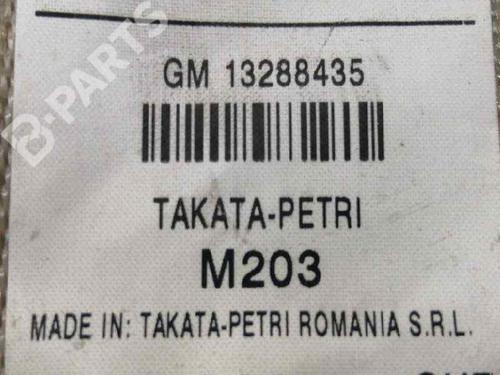 B-PARTS
GM 13288435
TAKATA-PETRI
M203
MADE IN: TAKATA-PETRI ROMANIA S.R.L.